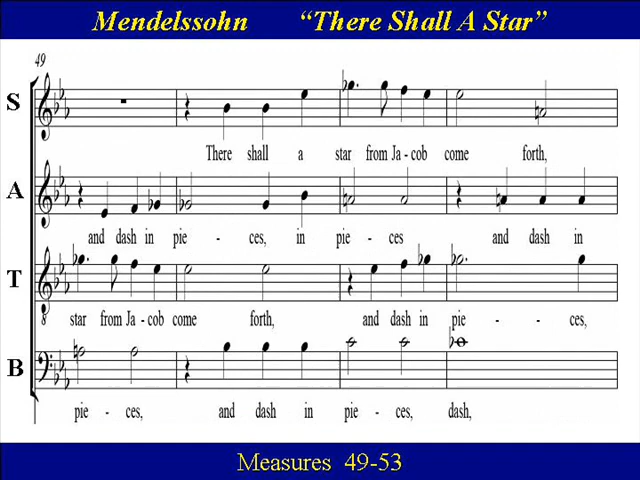 Mendelssohn “There Shall A Star”
49
S
There shall a star from Ja - cob come forth,
A
and dash in pie - ces, in pie - ces and dash in
T
8
star from Ja - cob come forth, and dash in pie - - ces,
B
pie - ces, and dash in pie - ces, dash,
Measures 49-53